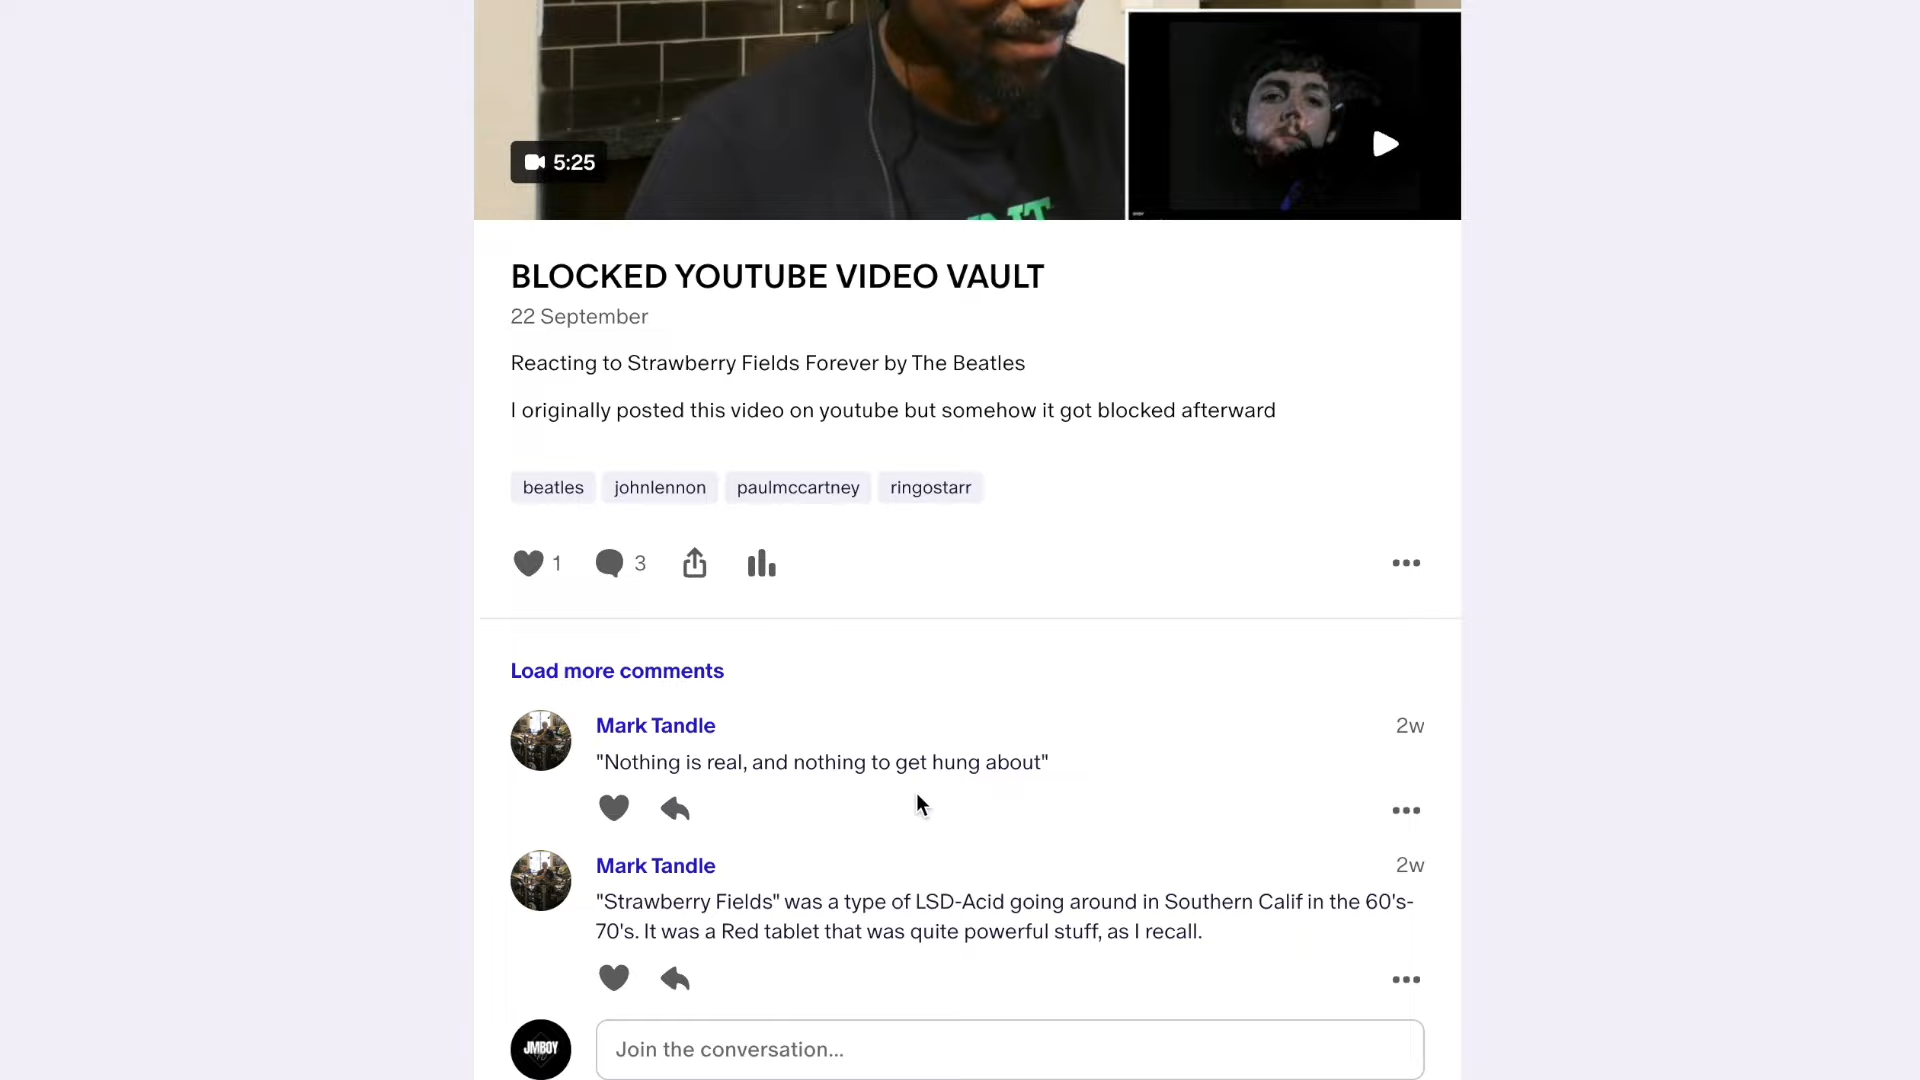 5:25
BLOCKED YOUTUBE VIDEO VAULT
22 September
Reacting to Strawberry Fields Forever by The Beatles
I originally posted this video on youtube but somehow it got blocked afterward
beatles johnlennon paulmccartney ringostarr
1 3
Load more comments
Mark Tandle 2w
"Nothing is real, and nothing to get hung about"
Mark Tandle 2w
"Strawberry Fields" was a type of LSD-Acid going around in Southern Calif in the 60's-
70's. It was a Red tablet that was quite powerful stuff, as I recall.
JMBOY
Join the conversation...